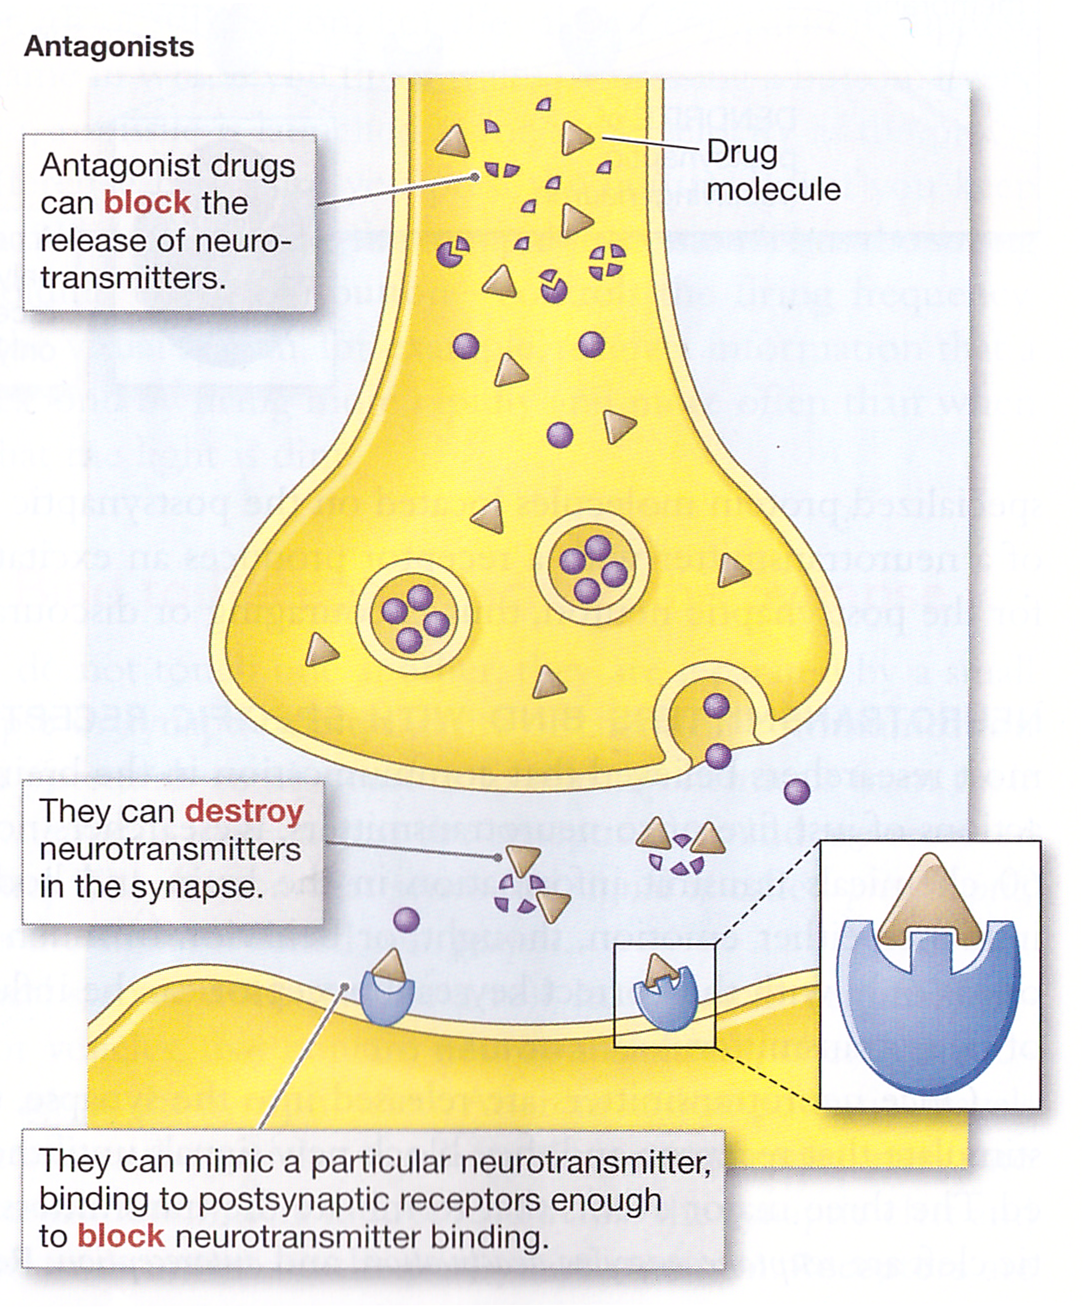 Antagonists
Antagonist drugs
can block the
release of neuro-
transmitters.
Drug
molecule
They can destroy
neurotransmitters
in the synapse.
They can mimic a particular neurotransmitter,
binding to postsynaptic receptors enough
to block neurotransmitter binding.